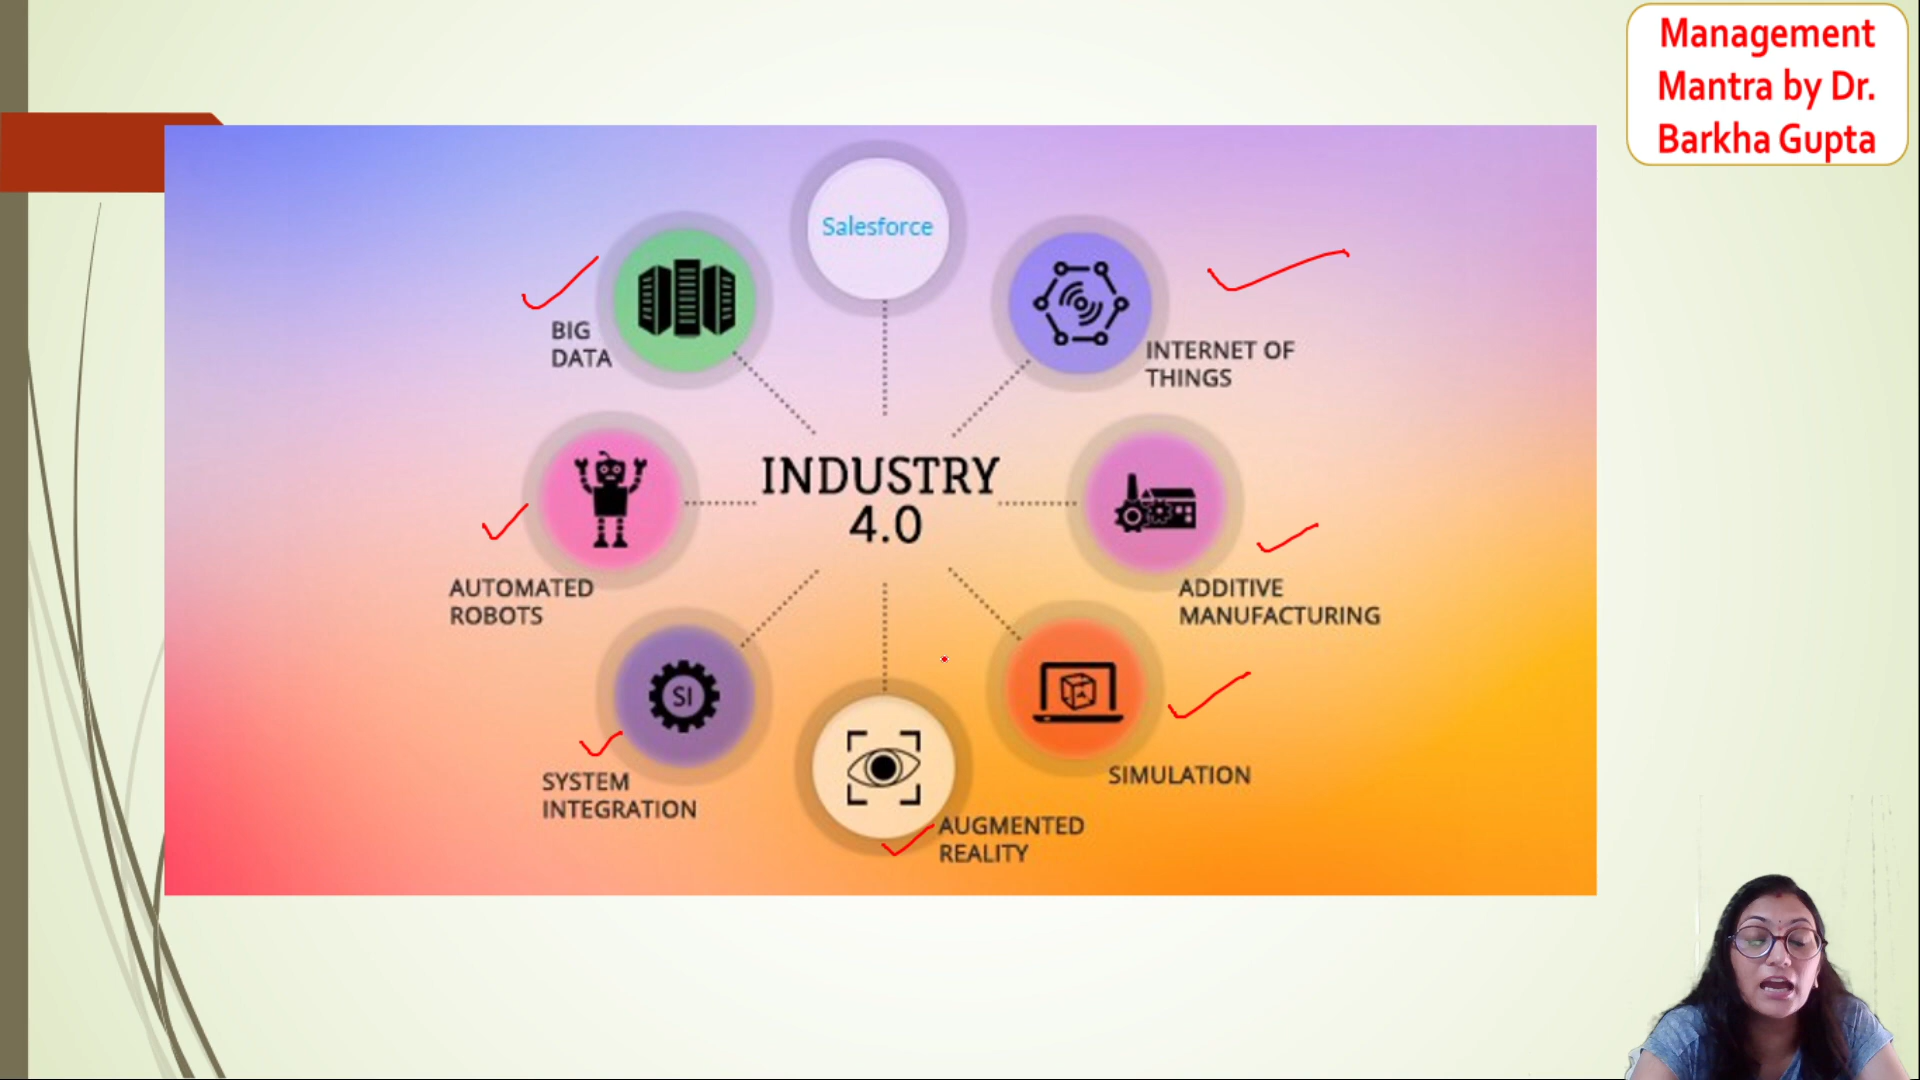 Management
Mantra by Dr.
Barkha Gupta
Salesforce
BIG
DATA
INTERNET OF
THINGS
INDUSTRY
4.0
AUTOMATED
ROBOTS
ADDITIVE
MANUFACTURING
SI
SYSTEM
INTEGRATION
SIMULATION
AUGMENTED
REALITY